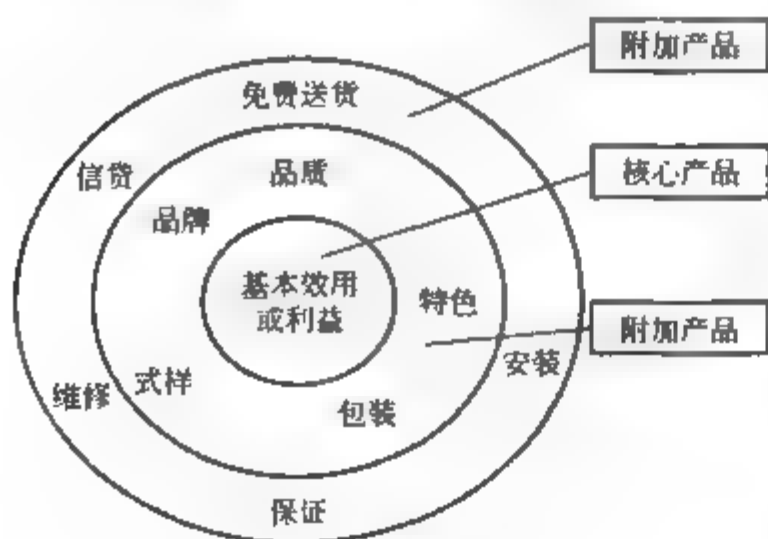 附加产品
免费送货
核心产品
信贷
品质
品牌
基本效用
或利益
特色
附加产品
安装
维修
式样
包装
保证